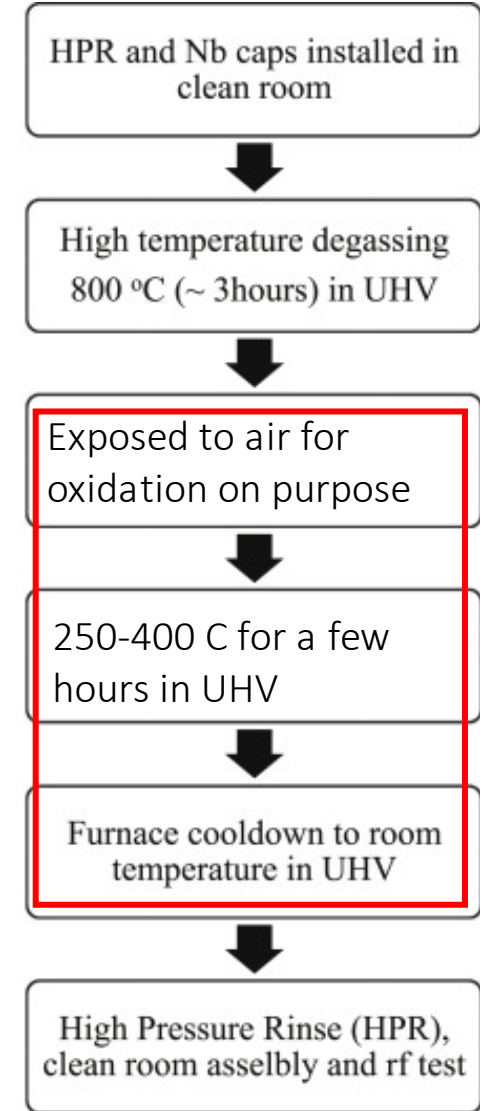 HPR and Nb caps installed in
clean room
High temperature degassing
800 °C (~ 3hours) in UHV
Exposed to air for
oxidation on purpose
250-400 C for a few
hours in UHV
Furnace cooldown to room
temperature in UHV
High Pressure Rinse (HPR),
clean room asselbly and rf test